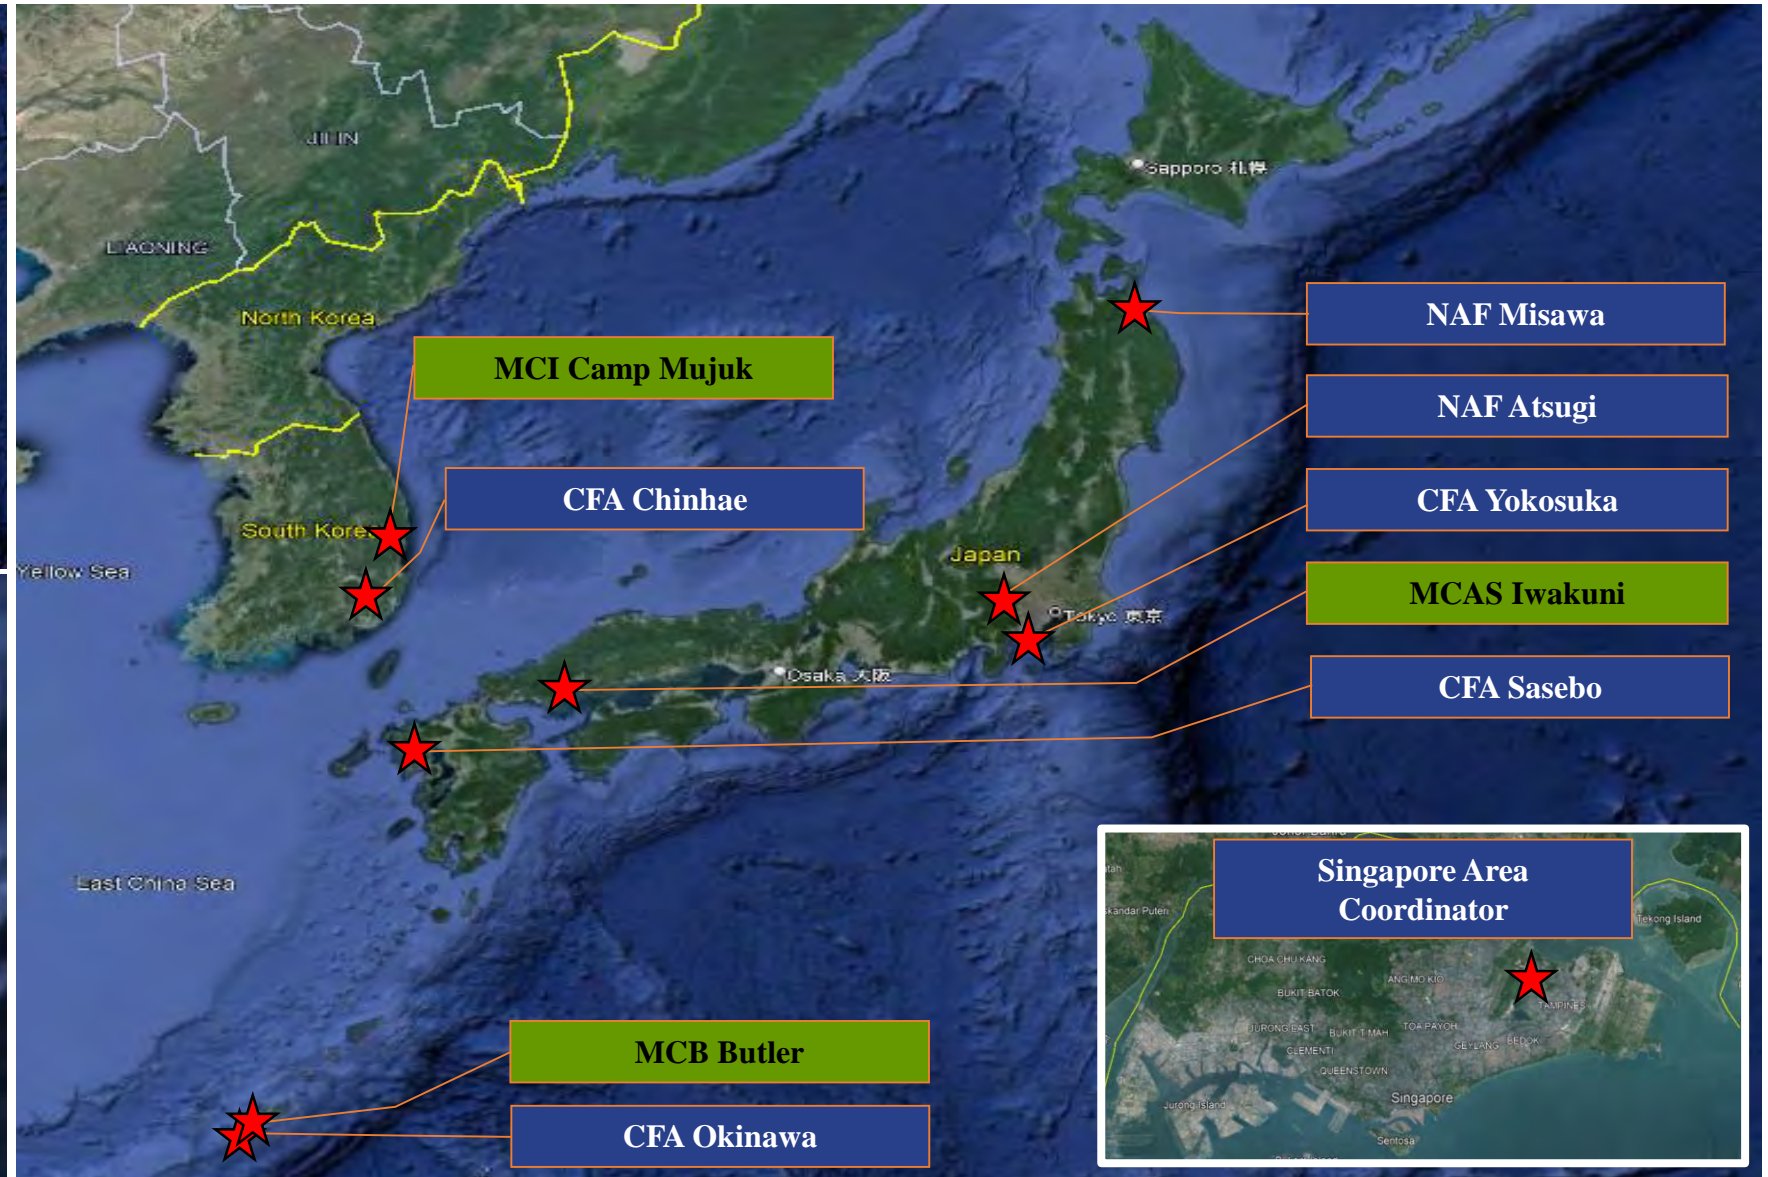 JILIN
Sapporo 札幌
LIAONING
NAF Misawa
North Korea
MCI Camp Mujuk
NAF Atsugi
CFA Chinhae
CFA Yokosuka
South Korea
Japan
Yellow Sea
MCAS Iwakuni
Tokyo 東京
Osaka 大阪
CFA Sasebo
East China Sea
Singapore Area
Coordinator
Tekong Island
CHOA CHU KANG
ANG MO KIO
BUKIT BATOK
TAMPINES
JURONG EAST
BUKIT TIMAH
TOA PAYOH
GEYLANG
BEDOK
CLEMENTI
QUEENSTOWN
Singapore
Jurong Island
Sentosa
MCB Butler
CFA Okinawa